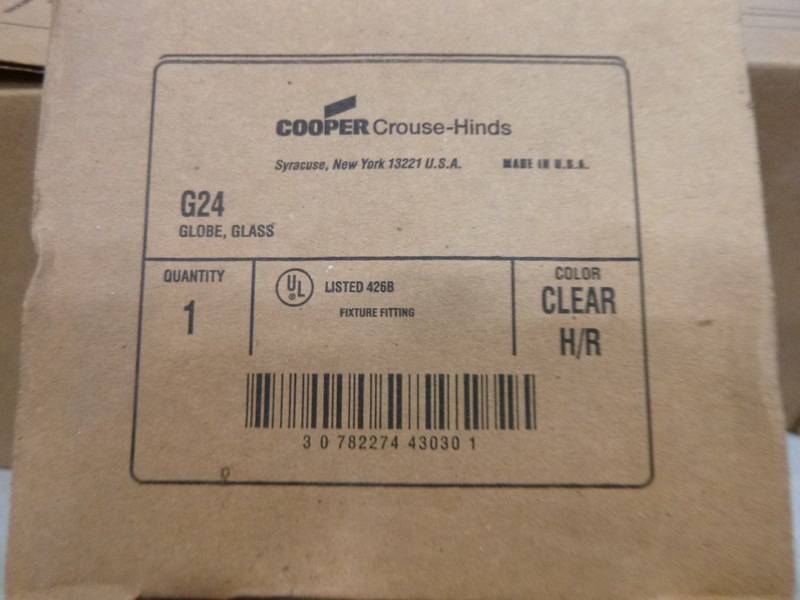 COOPER Crouse-Hinds
Syracuse, New York 13221 U.S.A. MADE IN U.S.A.
G24
GLOBE, GLASS
QUANTITY
1
UL
®
LISTED 426B
FIXTURE FITTING
COLOR
CLEAR
H/R
3 0 782274 43030 1